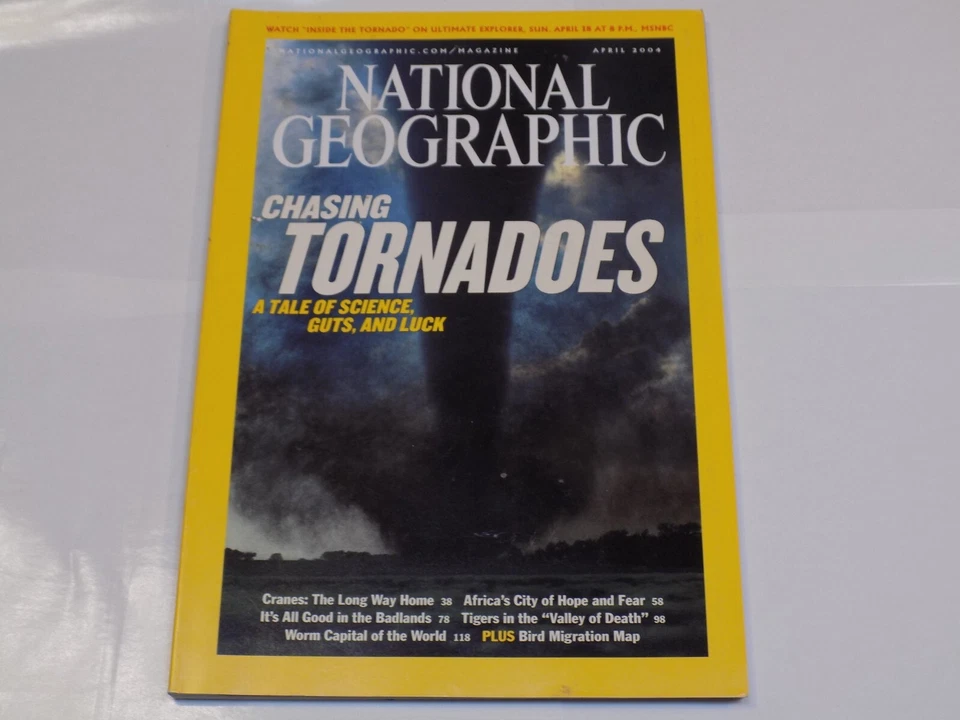 WATCH "INSIDE THE TORNADO" ON ULTIMATE EXPLORER, SUN. APRIL 18 AT 8 P.M., MSNBC
NATIONALGEOGRAPHIC.COM/MAGAZINE APRIL 2004
NATIONAL
GEOGRAPHIC
CHASING
TORNADOES
A TALE OF SCIENCE,
GUTS, AND LUCK
Cranes: The Long Way Home 38 Africa's City of Hope and Fear 58
It's All Good in the Badlands 78 Tigers in the "Valley of Death" 98
Worm Capital of the World 118 PLUS Bird Migration Map